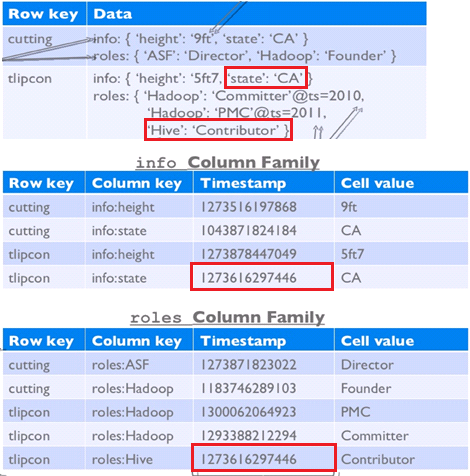 Row key Data
cutting info: { ‘height’: ‘9ft’, ‘state’: ‘CA’ }
roles: { ‘ASF’: ‘Director’, ‘Hadoop’: ‘Founder’ }
tlipcon info: { ‘height’: ‘5ft7, ‘state’: ‘CA’ }
roles: { ‘Hadoop’: ‘Committer’@ts=2010,
‘Hadoop’: ‘PMC’@ts=2011,
‘Hive’: ‘Contributor’ }
info Column Family
Row key Column key Timestamp Cell value
cutting info:height 1273516197868 9ft
cutting info:state 1043871824184 CA
tlipcon info:height 1273878447049 5ft7
tlipcon info:state 1273616297446 CA
roles Column Family
Row key Column key Timestamp Cell value
cutting roles:ASF 1273871823022 Director
cutting roles:Hadoop 1183746289103 Founder
tlipcon roles:Hadoop 1300062064923 PMC
tlipcon roles:Hadoop 1293388212294 Committer
tlipcon roles:Hive 1273616297446 Contributor